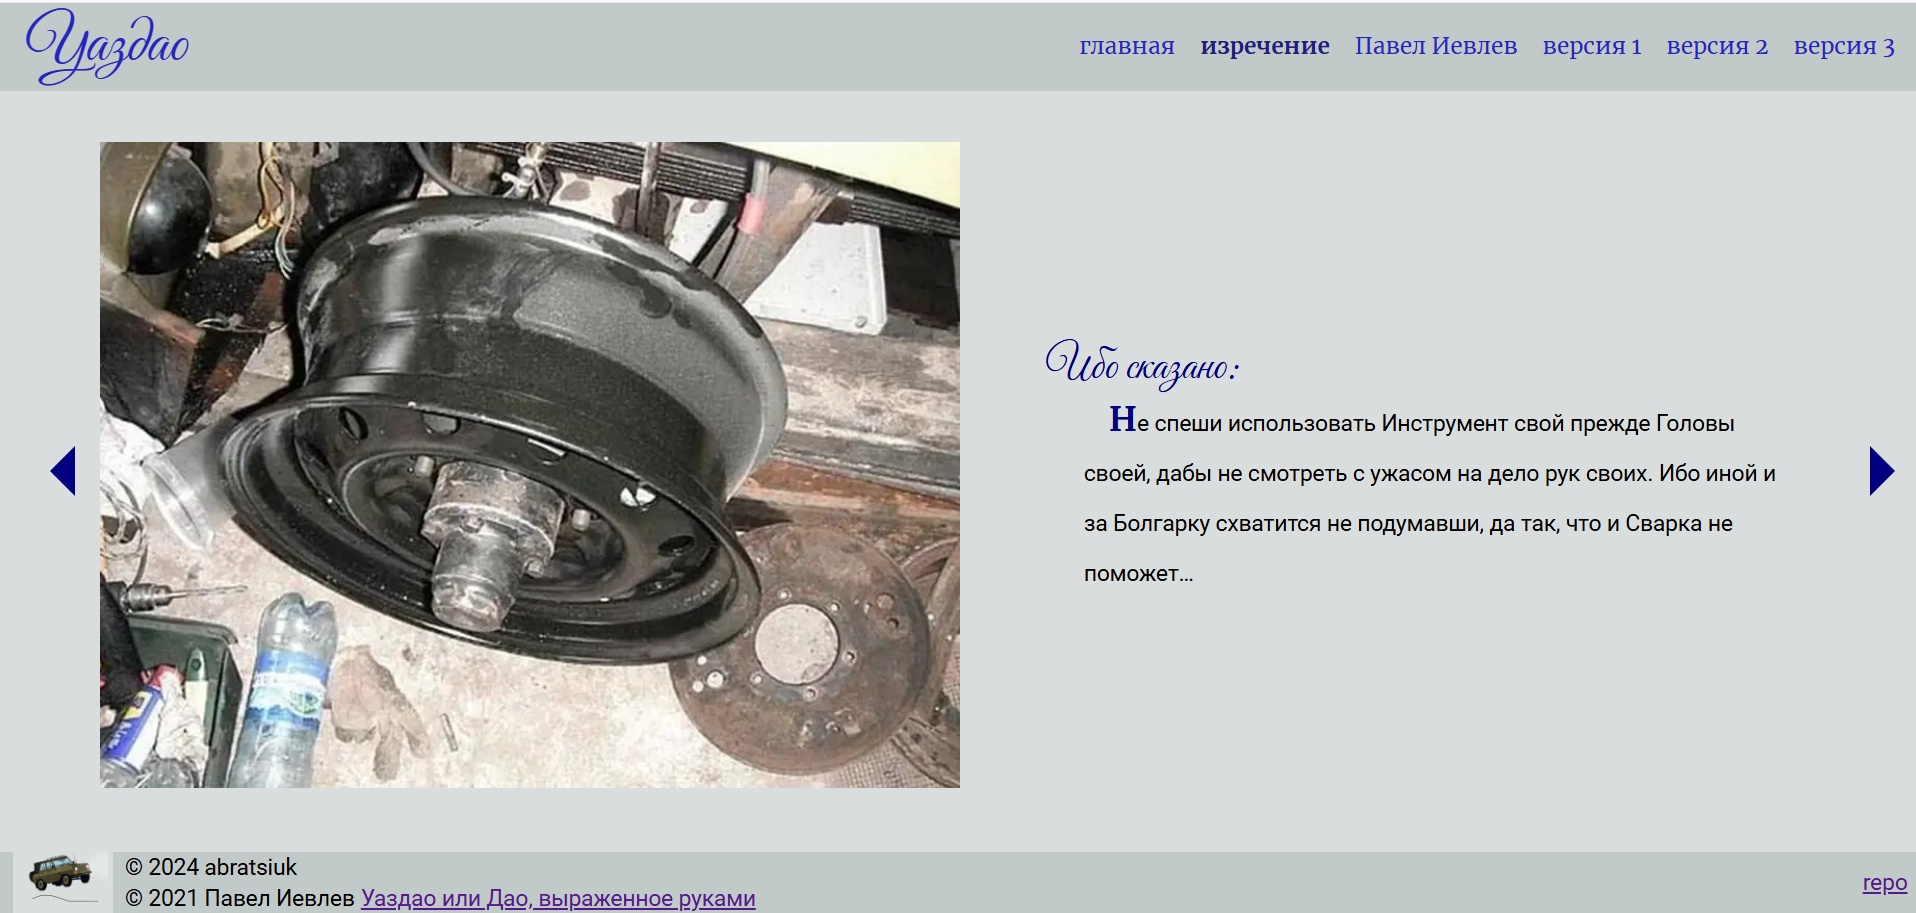 Уаздао
главная изречение Павел Иевлев версия 1 версия 2 версия 3
Ибо сказано:
Не спеши использовать Инструмент свой прежде Головы
своей, дабы не смотреть с ужасом на дело рук своих. Ибо иной и
за Болгарку схватится не подумавши, да так, что и Сварка не
поможет...
© 2024 abratsiuk
© 2021 Павел Иевлев Уаздао или Дао, выраженное руками
repo